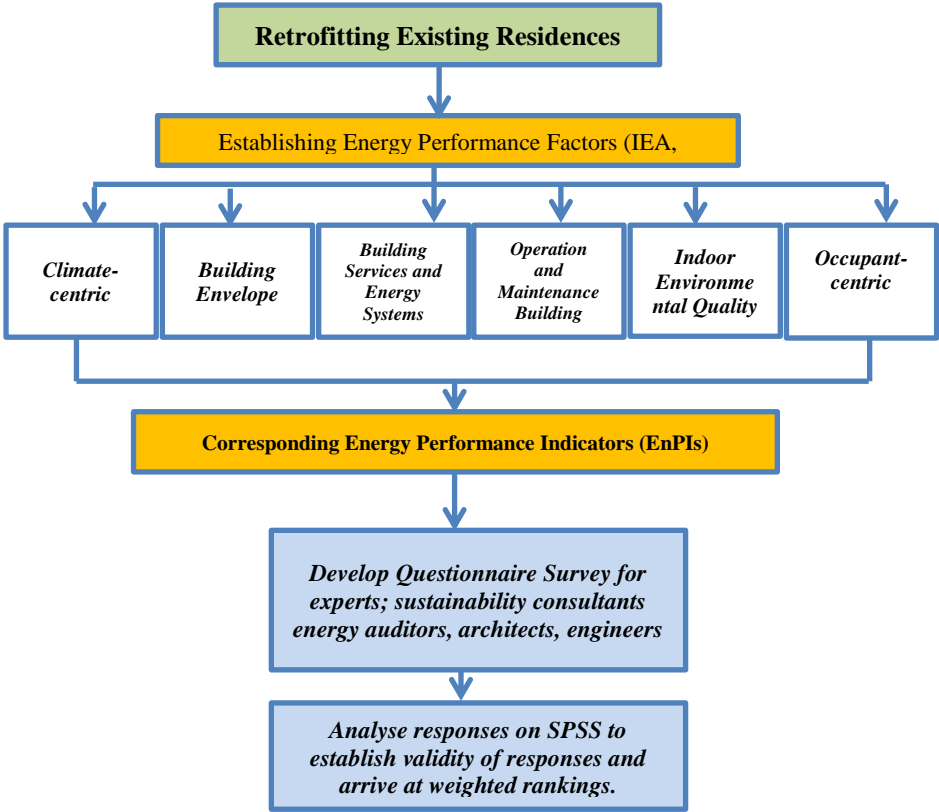 Retrofitting Existing Residences
Establishing Energy Performance Factors (IEA,
Climate-
centric
Building
Envelope
Building
Services and
Energy
Systems
Operation
and
Maintenance
Building
Indoor
Environme
ntal Quality
Occupant-
centric
Corresponding Energy Performance Indicators (EnPIs)
Develop Questionnaire Survey for
experts; sustainability consultants
energy auditors, architects, engineers
Analyse responses on SPSS to
establish validity of responses and
arrive at weighted rankings.